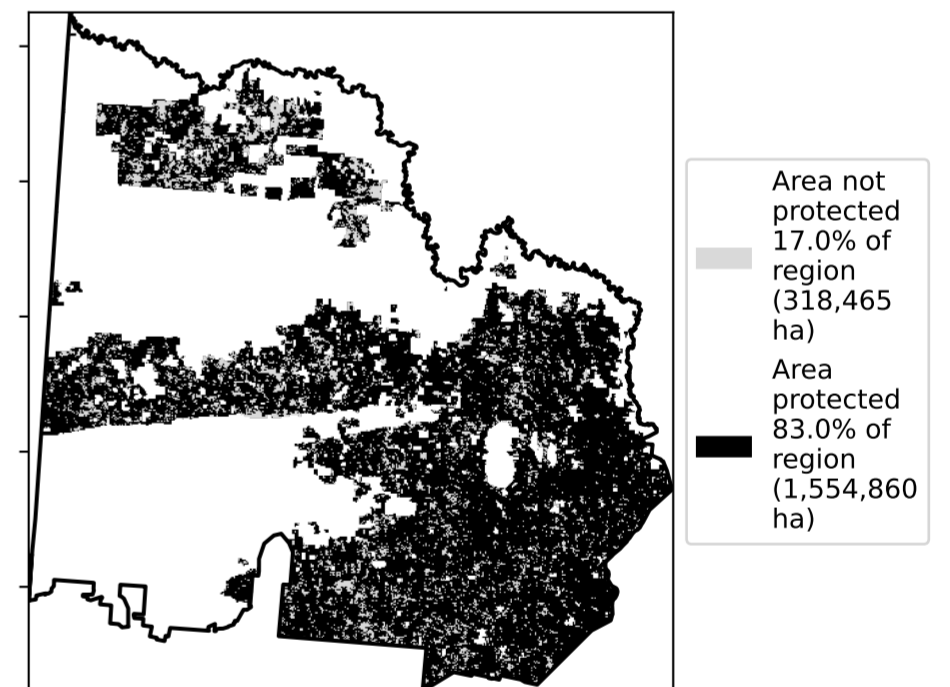 Area not
protected
17.0% of
region
(318,465
ha)
Area
protected
83.0% of
region
(1,554,860
ha)